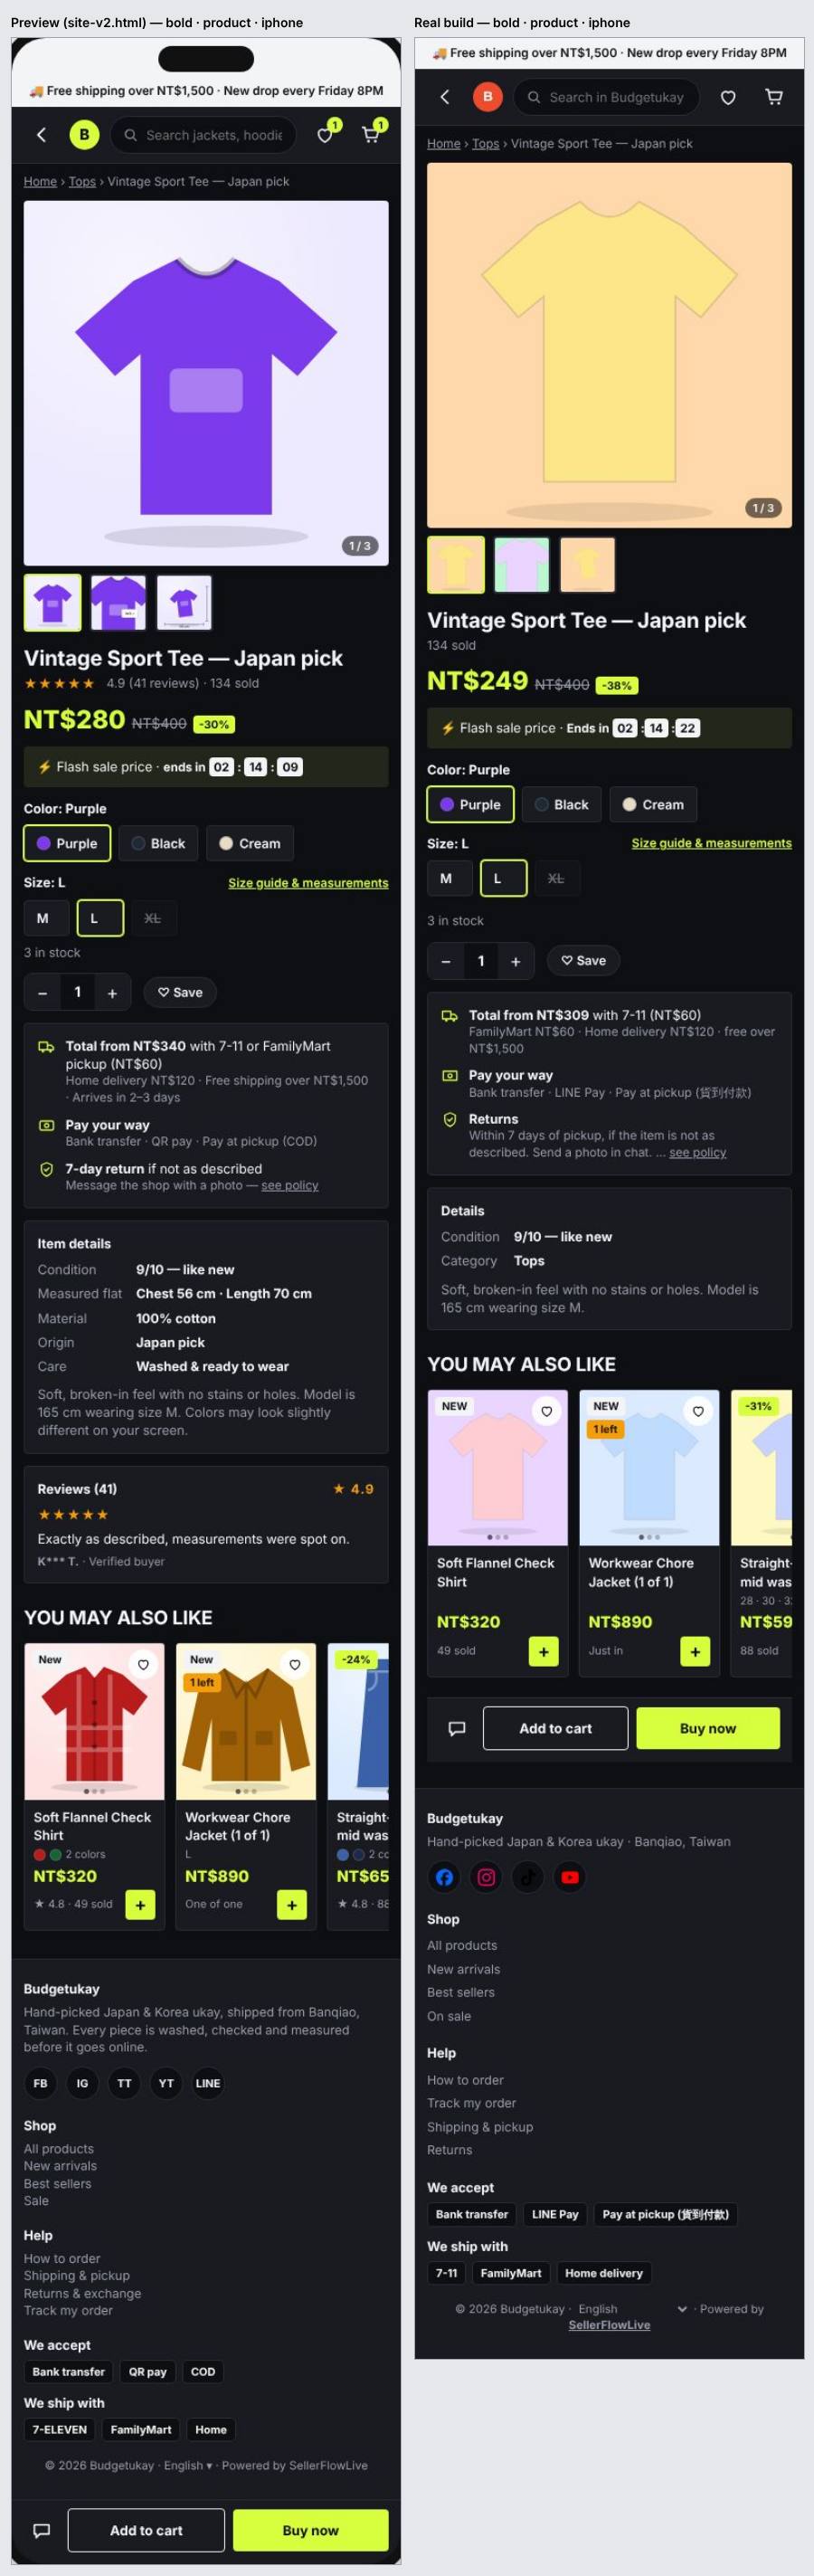 Preview (site-v2.html) — bold · product · iphone
🚚 Free shipping over NT$1,500 · New drop every Friday 8PM
B
Search jackets, hoodie
1
1
Home › Tops › Vintage Sport Tee — Japan pick
1 / 3
Vintage Sport Tee — Japan pick
★★★★★ 4.9 (41 reviews) · 134 sold
NT$280 NT$400 -30%
⚡ Flash sale price · ends in 02 : 14 : 09
Color: Purple
Purple
Black
Cream
Size: L
Size guide & measurements
M
L
XL
3 in stock
− 1 +
♡ Save
Total from NT$340 with 7-11 or FamilyMart
pickup (NT$60)
Home delivery NT$120 · Free shipping over NT$1,500
· Arrives in 2–3 days
Pay your way
Bank transfer · QR pay · Pay at pickup (COD)
7-day return if not as described
Message the shop with a photo — see policy
Item details
Condition 9/10 — like new
Measured flat Chest 56 cm · Length 70 cm
Material 100% cotton
Origin Japan pick
Care Washed & ready to wear
Soft, broken-in feel with no stains or holes. Model is
165 cm wearing size M. Colors may look slightly
different on your screen.
Reviews (41) ★ 4.9
★★★★★
Exactly as described, measurements were spot on.
K*** T. · Verified buyer
YOU MAY ALSO LIKE
New
Soft Flannel Check
Shirt
2 colors
NT$320
★ 4.8 · 49 sold
+
New
1 left
Workwear Chore
Jacket (1 of 1)
L
NT$890
One of one
+
-24%
Straight-
mid was
2 co
NT$65
★ 4.8 · 88
Budgetukay
Hand-picked Japan & Korea ukay, shipped from Banqiao,
Taiwan. Every piece is washed, checked and measured
before it goes online.
FB IG TT YT LINE
Shop
All products
New arrivals
Best sellers
Sale
Help
How to order
Shipping & pickup
Returns & exchange
Track my order
We accept
Bank transfer QR pay COD
We ship with
7-ELEVEN FamilyMart Home
© 2026 Budgetukay · English ▾ · Powered by SellerFlowLive
Add to cart
Buy now
Real build — bold · product · iphone
🚚 Free shipping over NT$1,500 · New drop every Friday 8PM
B
Search in Budgetukay
Home › Tops › Vintage Sport Tee — Japan pick
1 / 3
Vintage Sport Tee — Japan pick
134 sold
NT$249 NT$400 -38%
⚡ Flash sale price · Ends in 02 : 14 : 22
Color: Purple
Purple
Black
Cream
Size: L
Size guide & measurements
M
L
XL
3 in stock
− 1 +
♡ Save
Total from NT$309 with 7-11 (NT$60)
FamilyMart NT$60 · Home delivery NT$120 · free over
NT$1,500
Pay your way
Bank transfer · LINE Pay · Pay at pickup (貨到付款)
Returns
Within 7 days of pickup, if the item is not as
described. Send a photo in chat. ... see policy
Details
Condition 9/10 — like new
Category Tops
Soft, broken-in feel with no stains or holes. Model is
165 cm wearing size M.
YOU MAY ALSO LIKE
NEW
Soft Flannel Check
Shirt
NT$320
49 sold
+
NEW
1 left
Workwear Chore
Jacket (1 of 1)
NT$890
Just in
+
-31%
Straight-
mid was
28 · 30 · 3
NT$59
88 sold
Add to cart
Buy now
Budgetukay
Hand-picked Japan & Korea ukay · Banqiao, Taiwan
Shop
All products
New arrivals
Best sellers
On sale
Help
How to order
Track my order
Shipping & pickup
Returns
We accept
Bank transfer LINE Pay Pay at pickup (貨到付款)
We ship with
7-11 FamilyMart Home delivery
© 2026 Budgetukay · English · Powered by
SellerFlowLive